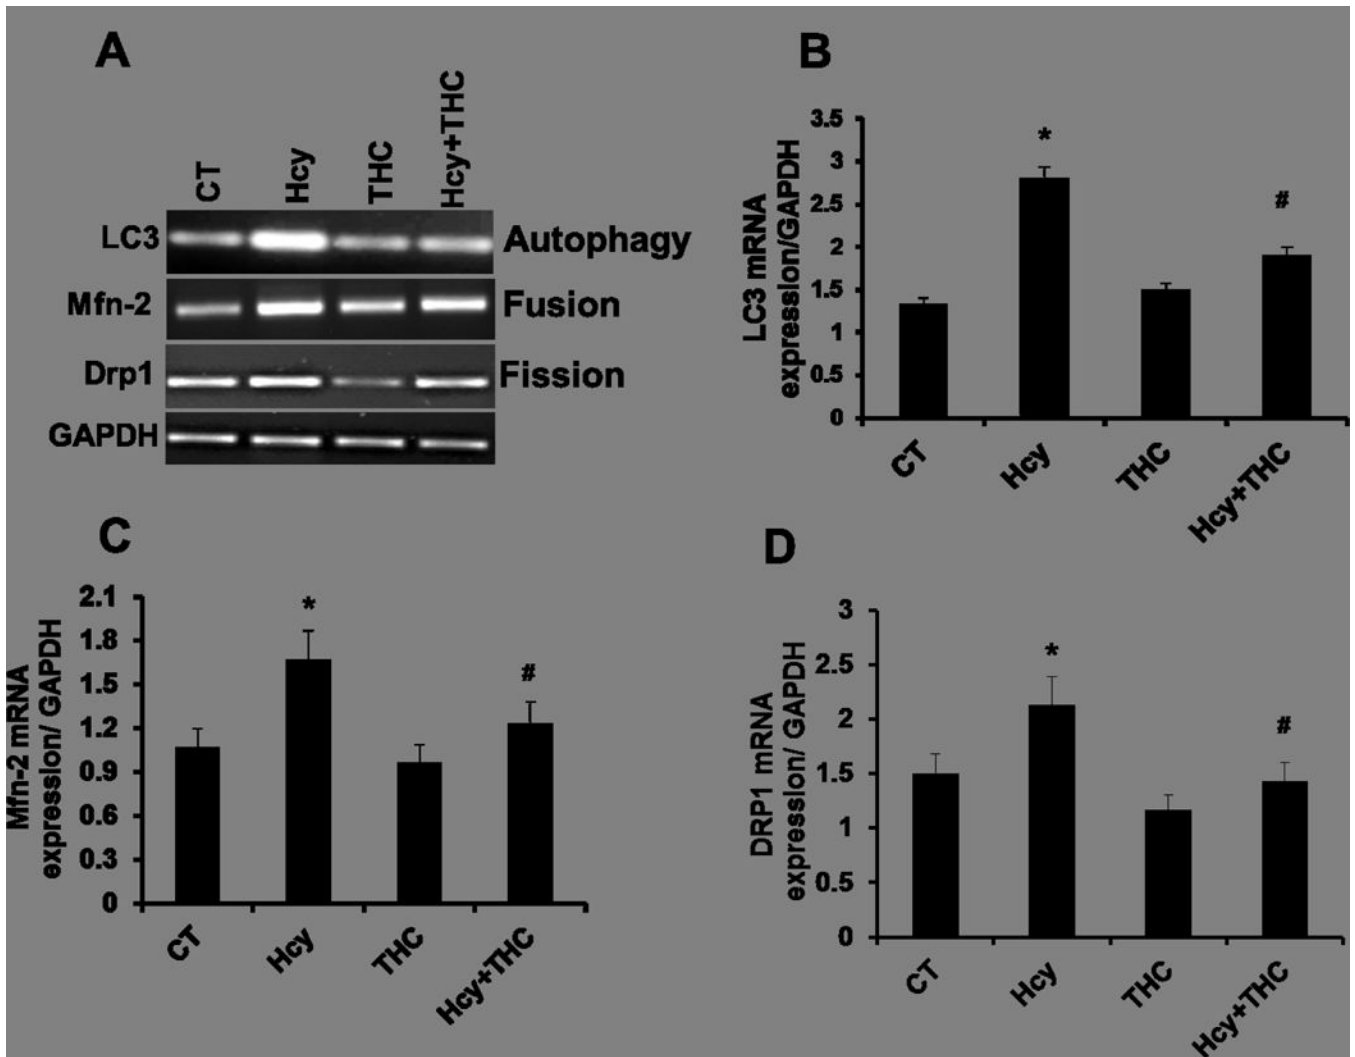 A
CT
Hcy
THC
Hcy+THC
LC3
Autophagy
Mfn-2
Fusion
Drp1
Fission
GAPDH
B
LC3 mRNA
expression/GAPDH
3.5
3
2.5
2
1.5
1
0.5
0
*
#
CT
Hcy
THC
Hcy+THC
C
Mfn-2 mRNA
expression/ GAPDH
2.1
1.8
1.5
1.2
0.9
0.6
0.3
0
*
#
CT
Hcy
THC
Hcy+THC
D
DRP1 mRNA
expression/ GAPDH
3
2.5
2
1.5
1
0.5
0
*
#
CT
Hcy
THC
Hcy+THC